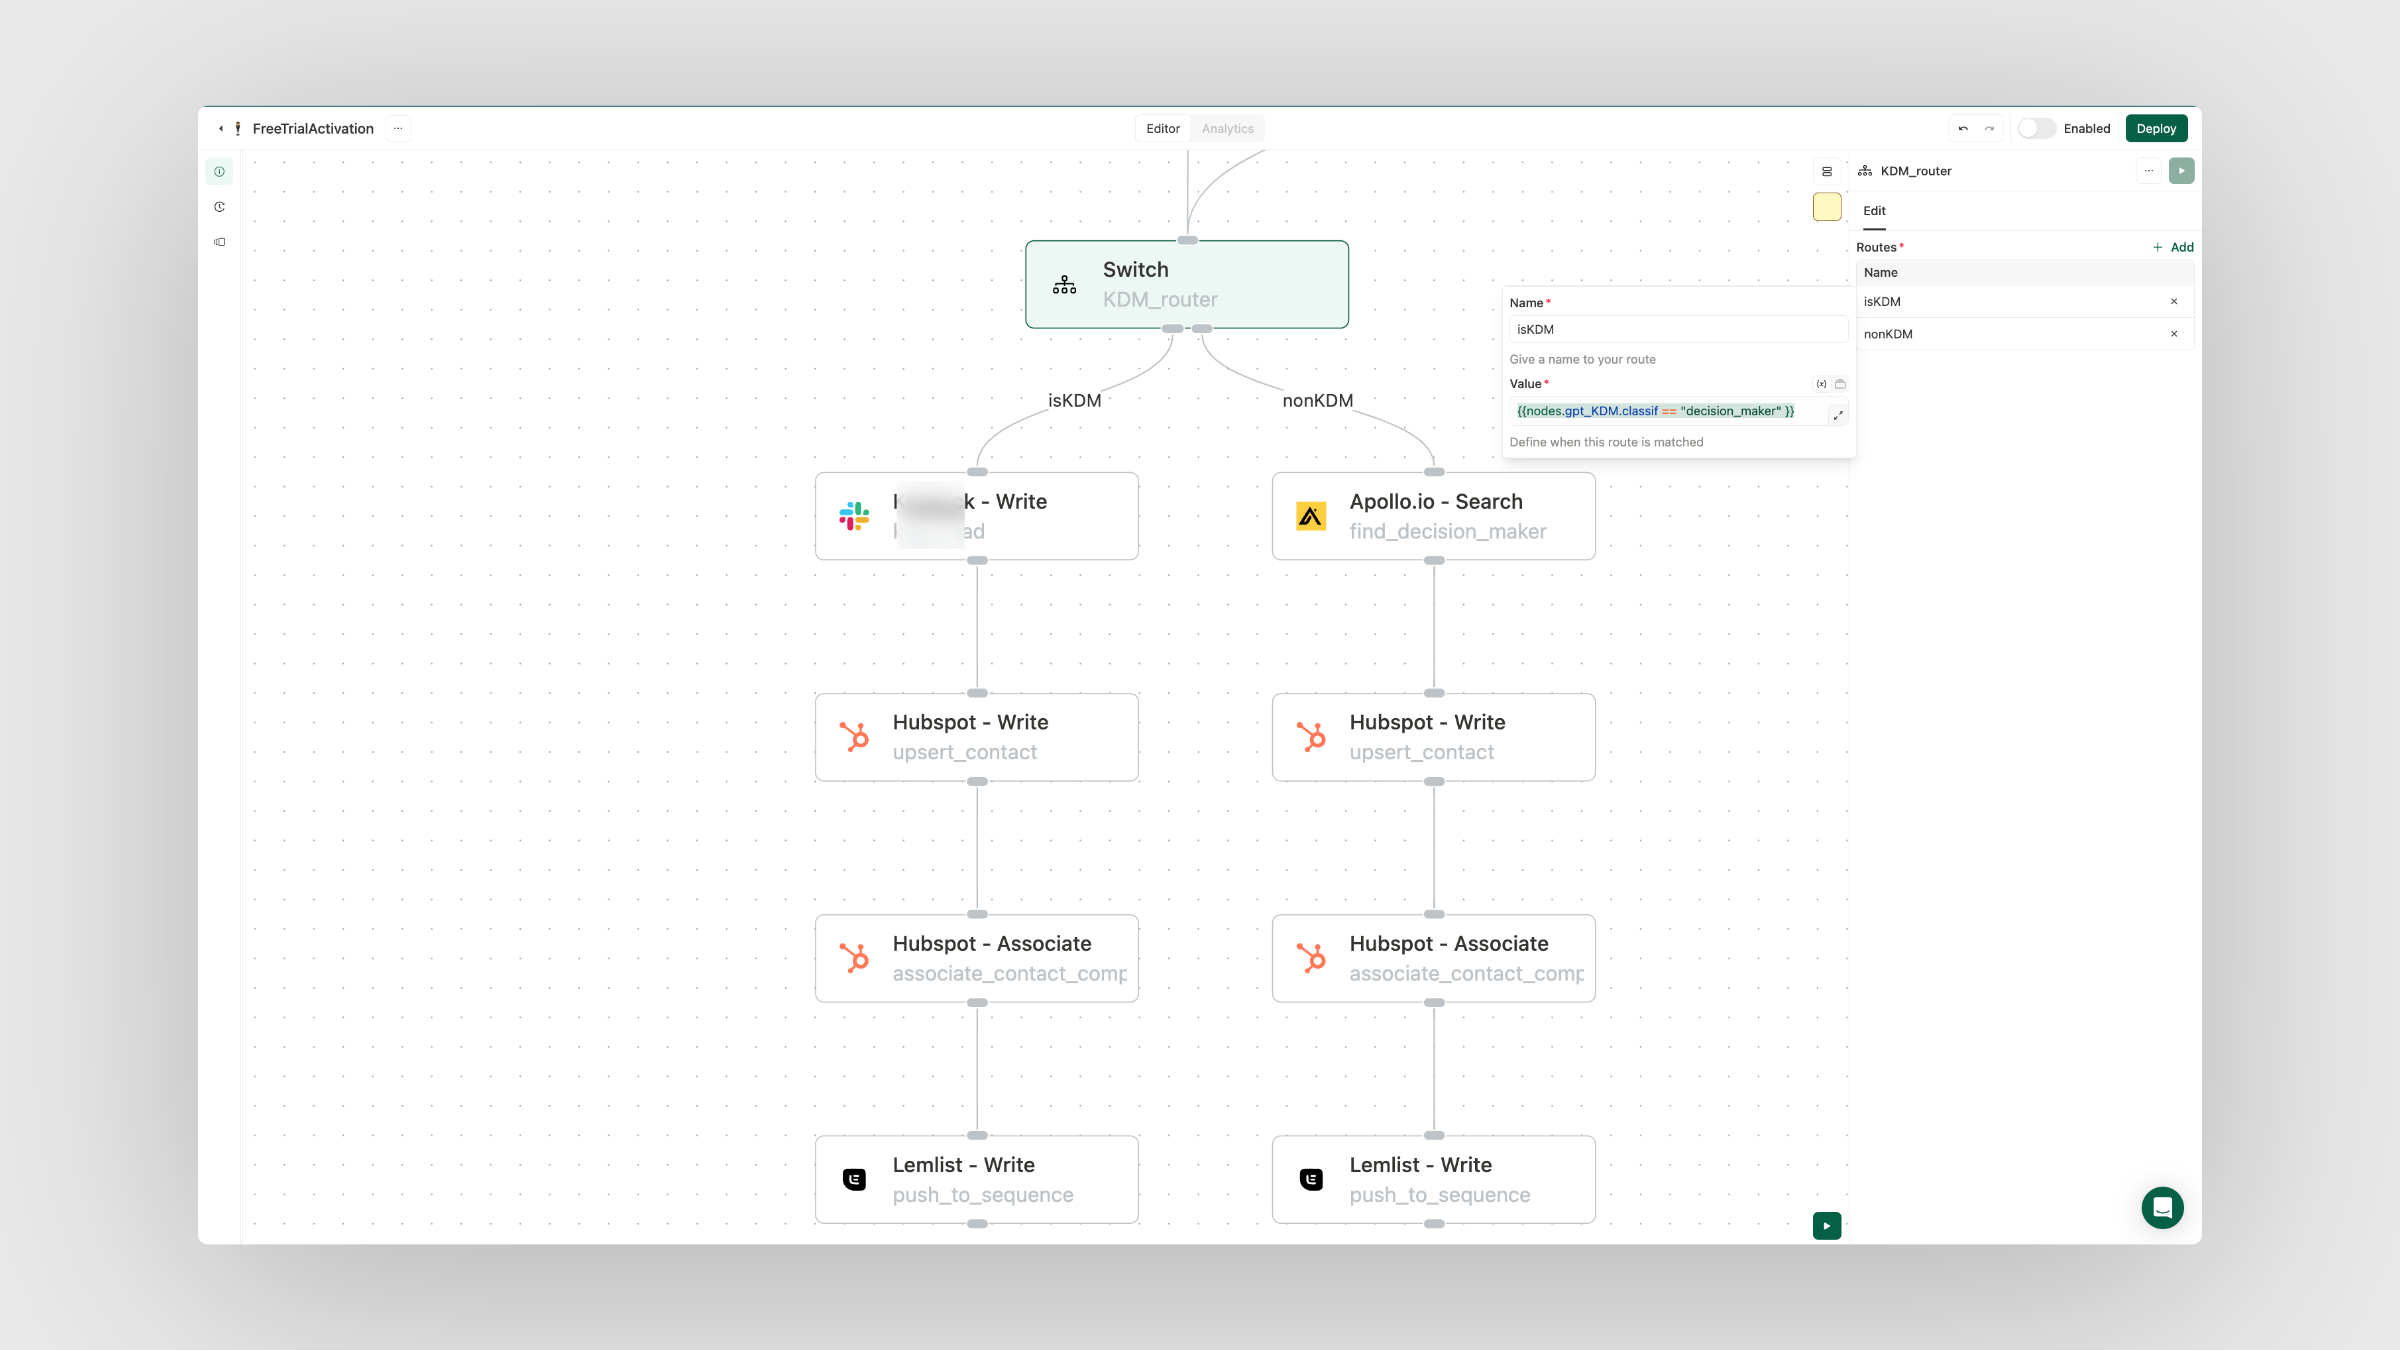 FreeTrialActivation
Editor
Analytics
Enabled
Deploy
KDM_router
Edit
Routes*
+ Add
Name
isKDM
nonKDM
Name*
isKDM
Give a name to your route
Value*
{{nodes.gpt_KDM.classif == "decision_maker" }}
Define when this route is matched
Switch
KDM_router
isKDM
nonKDM
- Write
Apollo.io - Search
find_decision_maker
Hubspot - Write
upsert_contact
Hubspot - Write
upsert_contact
Hubspot - Associate
associate_contact_comp
Hubspot - Associate
associate_contact_comp
Lemlist - Write
push_to_sequence
Lemlist - Write
push_to_sequence